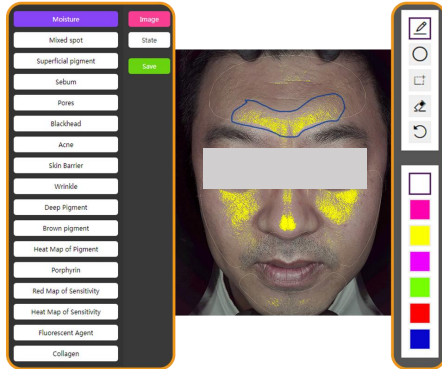 Moisture
Mixed spot
Superficial pigment
Sebum
Pores
Blackhead
Acne
Skin Barrier
Wrinkle
Deep Pigment
Brown pigment
Heat Map of Pigment
Porphyrin
Red Map of Sensitivity
Heat Map of Sensitivity
Fluorescent Agent
Collagen
Image
State
Save